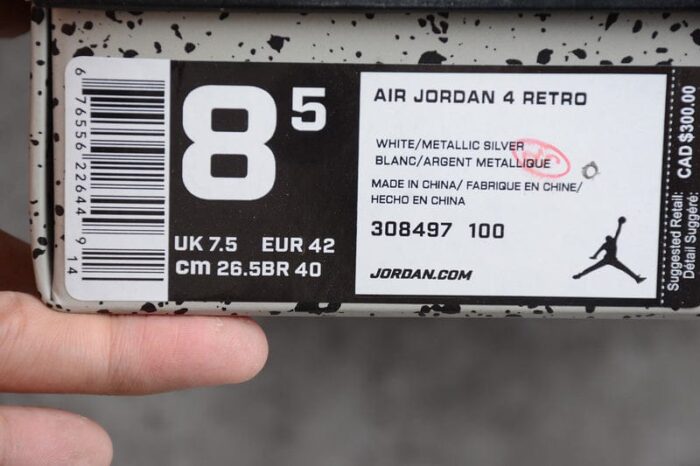 6 76556 22644 9 14
8 5
UK 7.5 EUR 42
cm 26.5 BR 40
AIR JORDAN 4 RETRO
WHITE/METALLIC SILVER
BLANC/ARGENT METALLIQUE
MADE IN CHINA/ FABRIQUE EN CHINE/
HECHO EN CHINA
308497 100
JORDAN.COM
Suggested Retail:
Détail Suggéré:
CAD $300.00